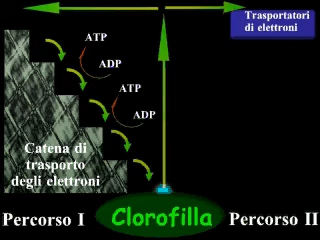 Trasportatori
di elettroni
ATP
ADP
ATP
ADP
Catena di
trasporto
degli elettroni
Clorofilla
Percorso I
Percorso II